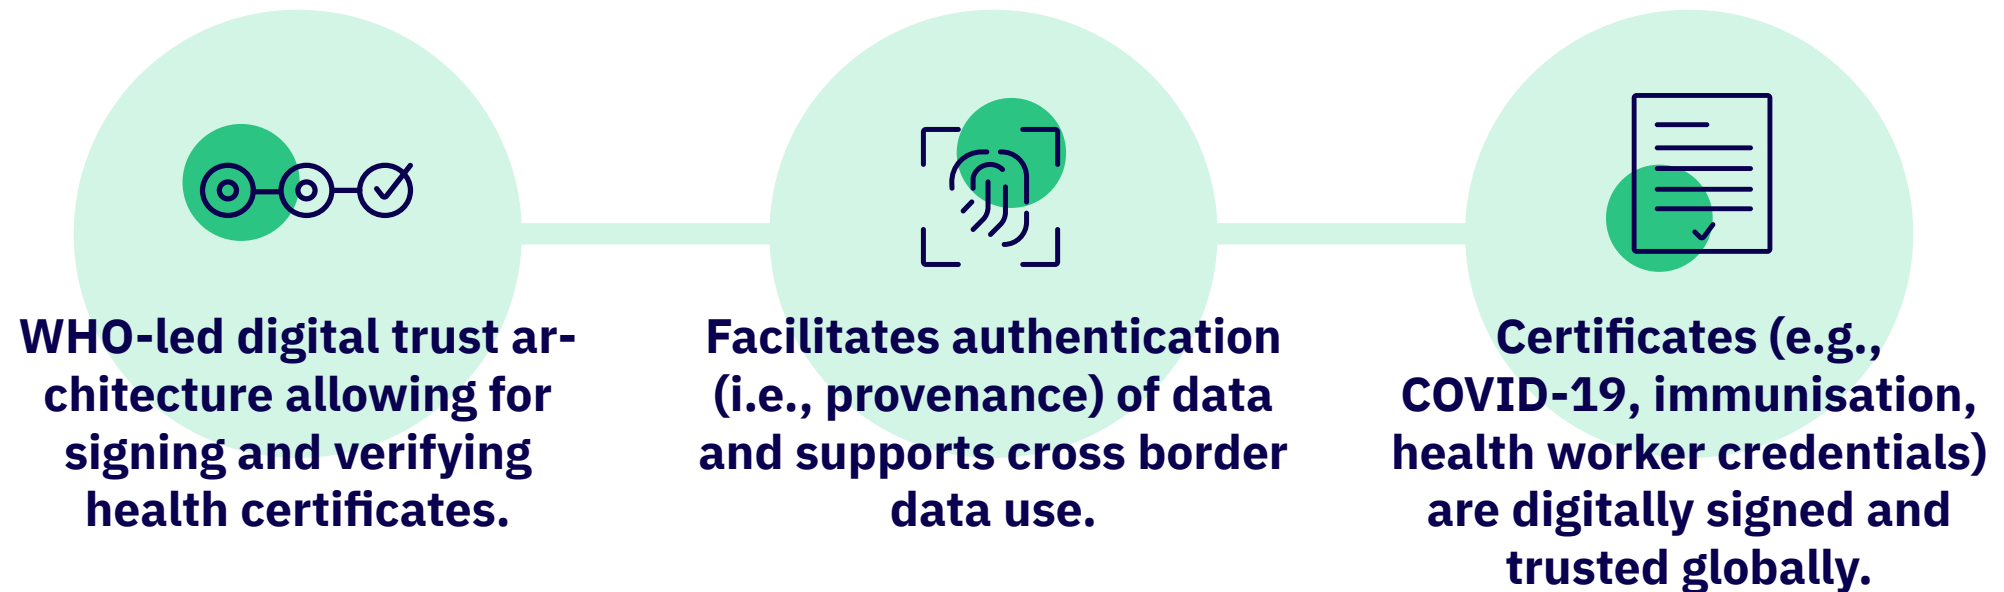 WHO-led digital trust ar-
chitecture allowing for
signing and verifying
health certificates.
Facilitates authentication
(i.e., provenance) of data
and supports cross border
data use.
Certificates (e.g.,
COVID-19, immunisation,
health worker credentials)
are digitally signed and
trusted globally.